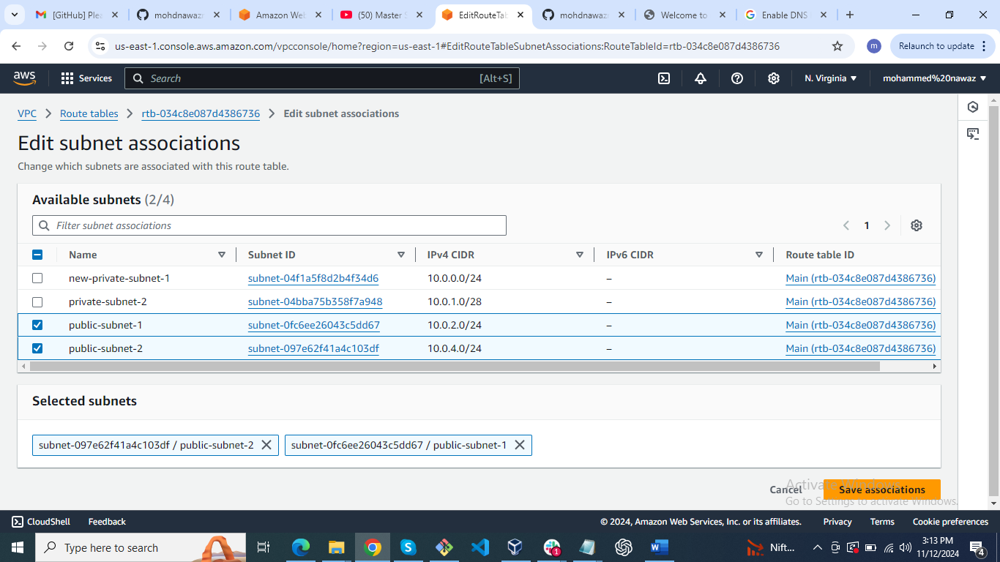 [GitHub] Plea
mohdnawaz
Amazon Web
(50) Master S
EditRouteTab
mohdnawaz
Welcome to
Enable DNS
us-east-1.console.aws.amazon.com/vpcconsole/home?region=us-east-1#EditRouteTableSubnetAssociations:RouteTableId=rtb-034c8e087d4386736
m
Relaunch to update
aws
Services
Search
[Alt+S]
N. Virginia
mohammed%20nawaz
VPC
Route tables
rtb-034c8e087d4386736
Edit subnet associations
Edit subnet associations
Change which subnets are associated with this route table.
Available subnets (2/4)
Filter subnet associations
1
Name Subnet ID IPv4 CIDR IPv6 CIDR Route table ID
new-private-subnet-1 subnet-04f1a5f8d2b4f34d6 10.0.0.0/24 – Main (rtb-034c8e087d4386736)
private-subnet-2 subnet-04bba75b358f7a948 10.0.1.0/28 – Main (rtb-034c8e087d4386736)
public-subnet-1 subnet-0fc6ee26043c5dd67 10.0.2.0/24 – Main (rtb-034c8e087d4386736)
public-subnet-2 subnet-097e62f41a4c103df 10.0.4.0/24 – Main (rtb-034c8e087d4386736)
Selected subnets
subnet-097e62f41a4c103df / public-subnet-2
subnet-0fc6ee26043c5dd67 / public-subnet-1
Cancel
Save associations
Activate Windows
Go to Settings to activate Windows.
CloudShell
Feedback
© 2024, Amazon Web Services, Inc. or its affiliates.
Privacy
Terms
Cookie preferences
Type here to search
1
Nift...
3:13 PM
11/12/2024
4